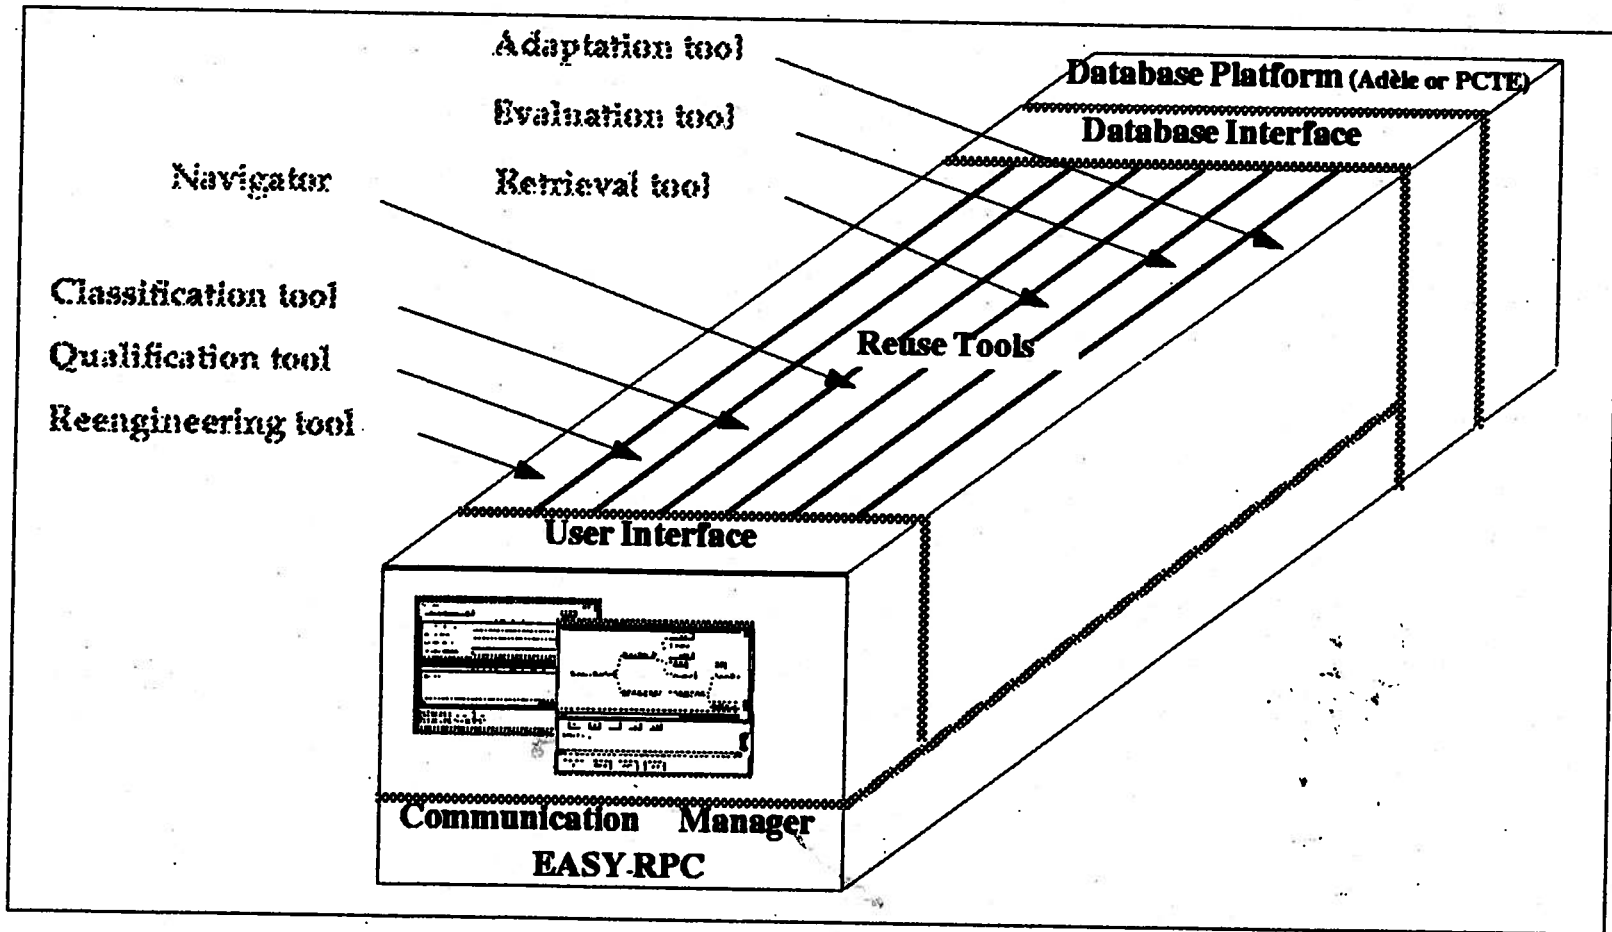 Adaptation tool
Database Platform (Adèle or PCTE)
Evaluation tool
Database Interface
Navigator
Retrieval tool
Classification tool
Reuse Tools
Qualification tool
Reengineering tool
User Interface
Communication Manager
EASY-RPC